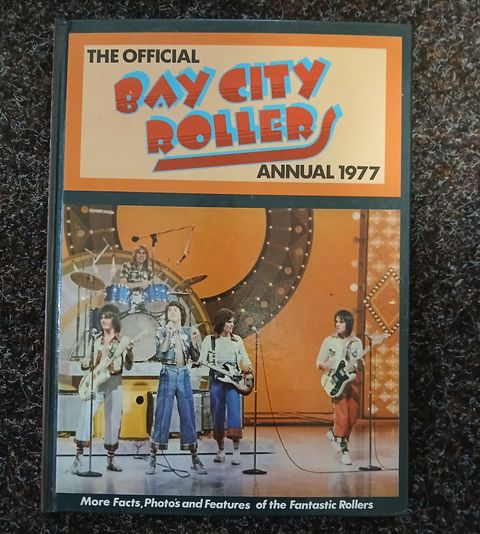 THE OFFICIAL
BAY CITY
ROLLERS
ANNUAL 1977
More Facts, Photo's and Features of the Fantastic Rollers